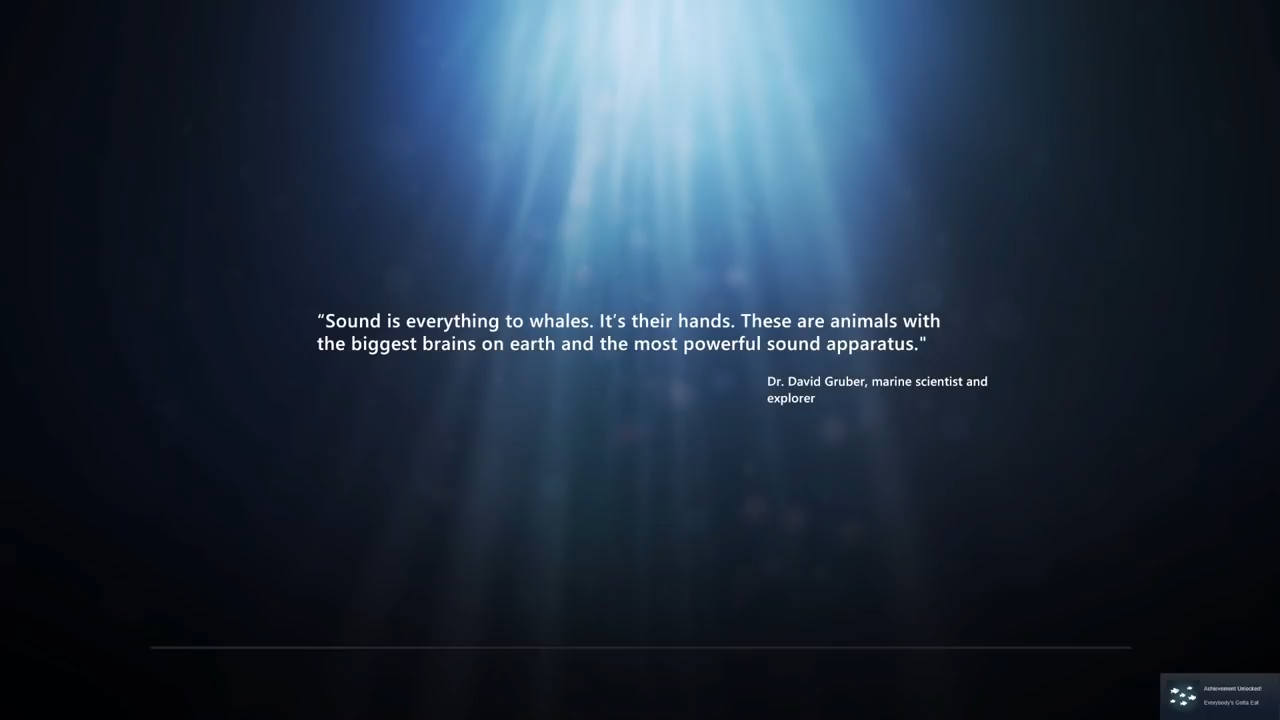 “Sound is everything to whales. It’s their hands. These are animals with
the biggest brains on earth and the most powerful sound apparatus."
Dr. David Gruber, marine scientist and
explorer
Achievement Unlocked!
Everybody's Gotta Eat